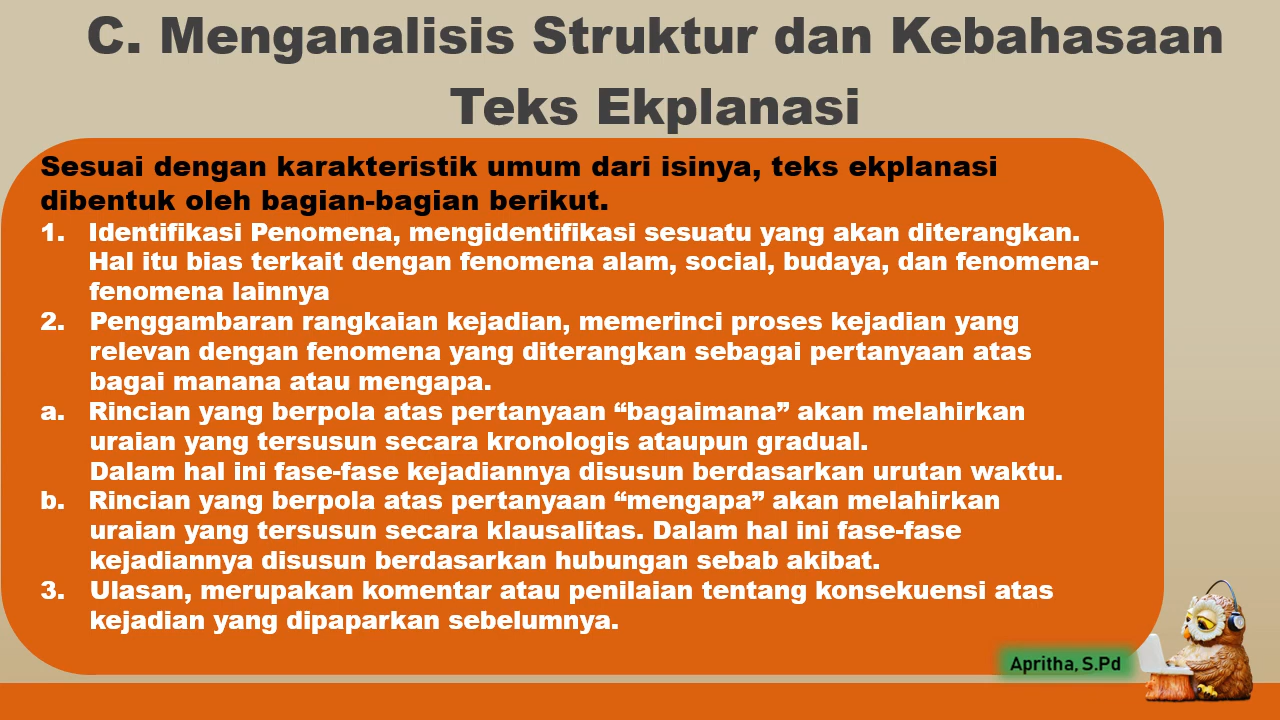 C. Menganalisis Struktur dan Kebahasaan
Teks Ekplanasi
Sesuai dengan karakteristik umum dari isinya, teks ekplanasi
dibentuk oleh bagian-bagian berikut.
1. Identifikasi Penomena, mengidentifikasi sesuatu yang akan diterangkan.
Hal itu bias terkait dengan fenomena alam, social, budaya, dan fenomena-
fenomena lainnya
2. Penggambaran rangkaian kejadian, memerinci proses kejadian yang
relevan dengan fenomena yang diterangkan sebagai pertanyaan atas
bagai manana atau mengapa.
a. Rincian yang berpola atas pertanyaan “bagaimana” akan melahirkan
uraian yang tersusun secara kronologis ataupun gradual.
Dalam hal ini fase-fase kejadiannya disusun berdasarkan urutan waktu.
b. Rincian yang berpola atas pertanyaan “mengapa” akan melahirkan
uraian yang tersusun secara klausalitas. Dalam hal ini fase-fase
kejadiannya disusun berdasarkan hubungan sebab akibat.
3. Ulasan, merupakan komentar atau penilaian tentang konsekuensi atas
kejadian yang dipaparkan sebelumnya.
Apritha, S.Pd